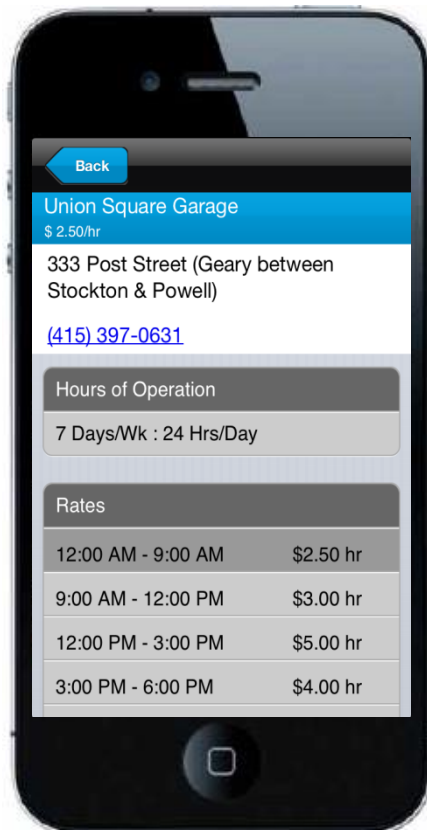 Back
Union Square Garage
$ 2.50/hr
333 Post Street (Geary between
Stockton & Powell)
(415) 397-0631
Hours of Operation
7 Days/Wk : 24 Hrs/Day
Rates
12:00 AM - 9:00 AM $2.50 hr
9:00 AM - 12:00 PM $3.00 hr
12:00 PM - 3:00 PM $5.00 hr
3:00 PM - 6:00 PM $4.00 hr